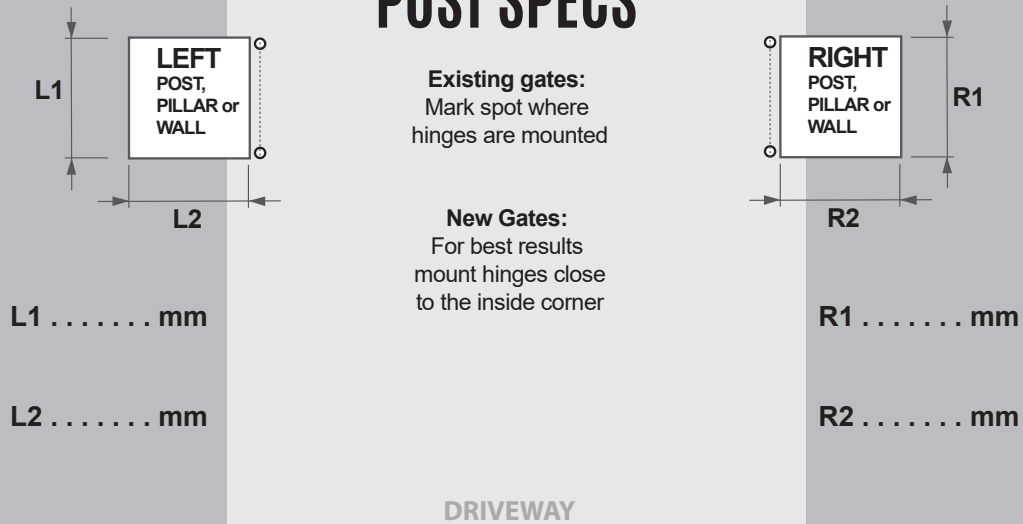 POST SPECS
L1
LEFT
POST,
PILLAR or
WALL
L2
Existing gates:
Mark spot where
hinges are mounted
New Gates:
For best results
mount hinges close
to the inside corner
RIGHT
POST,
PILLAR or
WALL
R1
R2
L1 . . . . . . . mm
R1 . . . . . . . mm
L2 . . . . . . . mm
R2 . . . . . . . mm
DRIVEWAY